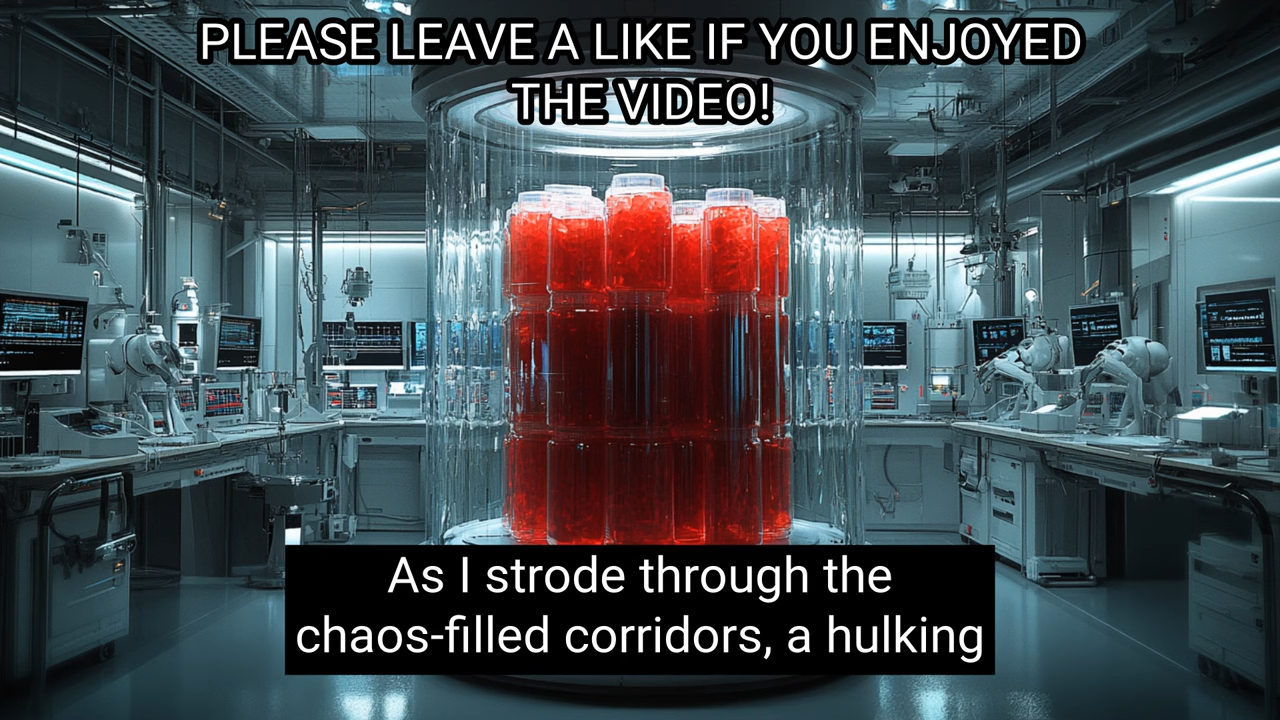 PLEASE LEAVE A LIKE IF YOU ENJOYED
THE VIDEO!
As I strode through the
chaos-filled corridors, a hulking